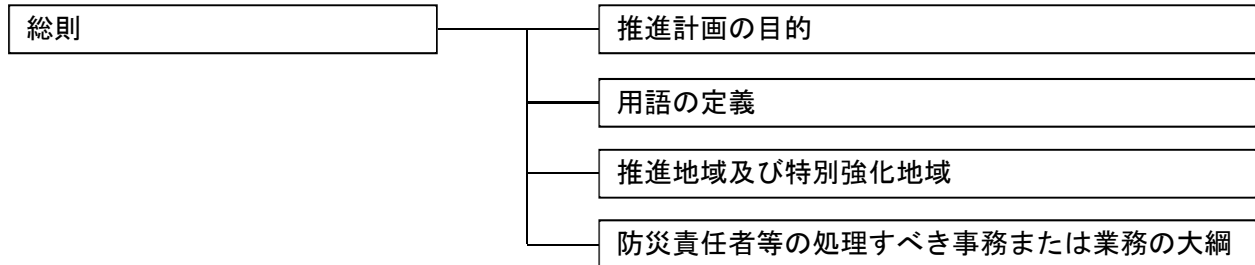 総則
推進計画の目的
用語の定義
推進地域及び特別強化地域
防災責任者等の処理すべき事務または業務の大綱